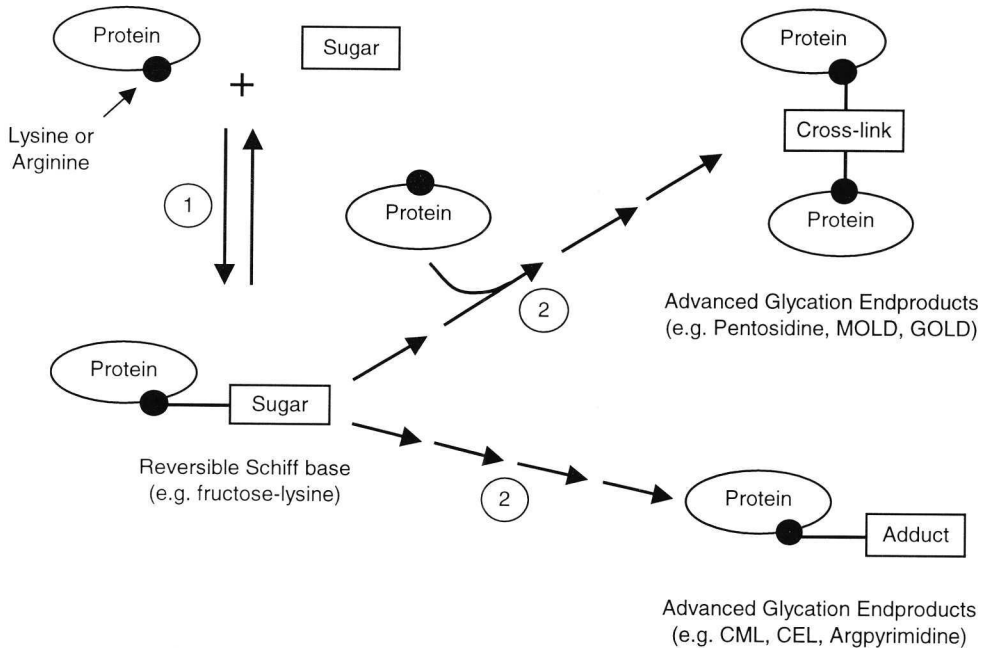 Protein
Sugar
+
Lysine or
Arginine
1
Protein
2
Protein
Cross-link
Protein
Advanced Glycation Endproducts
(e.g. Pentosidine, MOLD, GOLD)
Protein
Sugar
Reversible Schiff base
(e.g. fructose-lysine)
2
Protein
Adduct
Advanced Glycation Endproducts
(e.g. CML, CEL, Argpyrimidine)